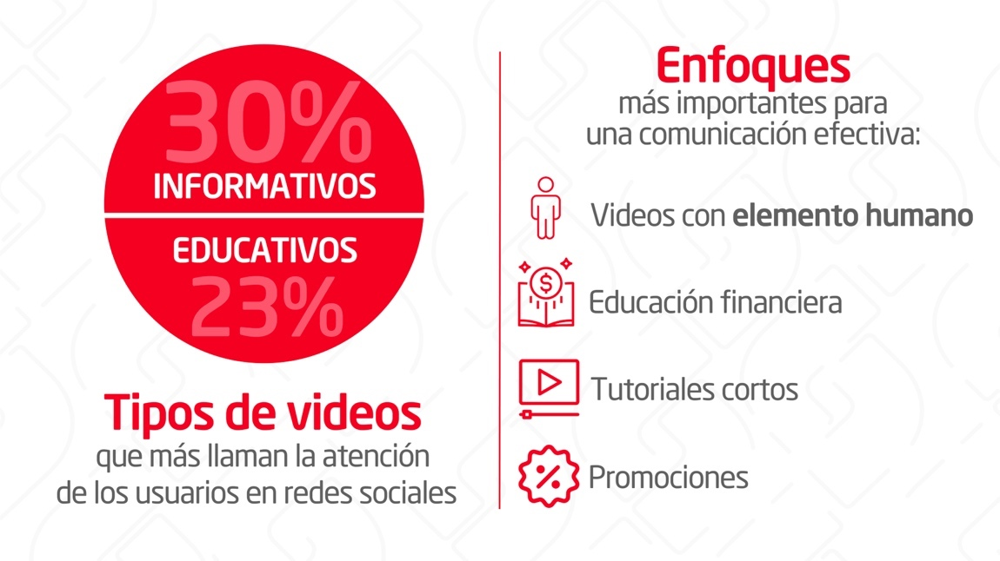 30%
INFORMATIVOS
EDUCATIVOS
23%
Tipos de videos
que más llaman la atención
de los usuarios en redes sociales
Enfoques
más importantes para
una comunicación efectiva:
Videos con elemento humano
$
Educación financiera
Tutoriales cortos
%
Promociones